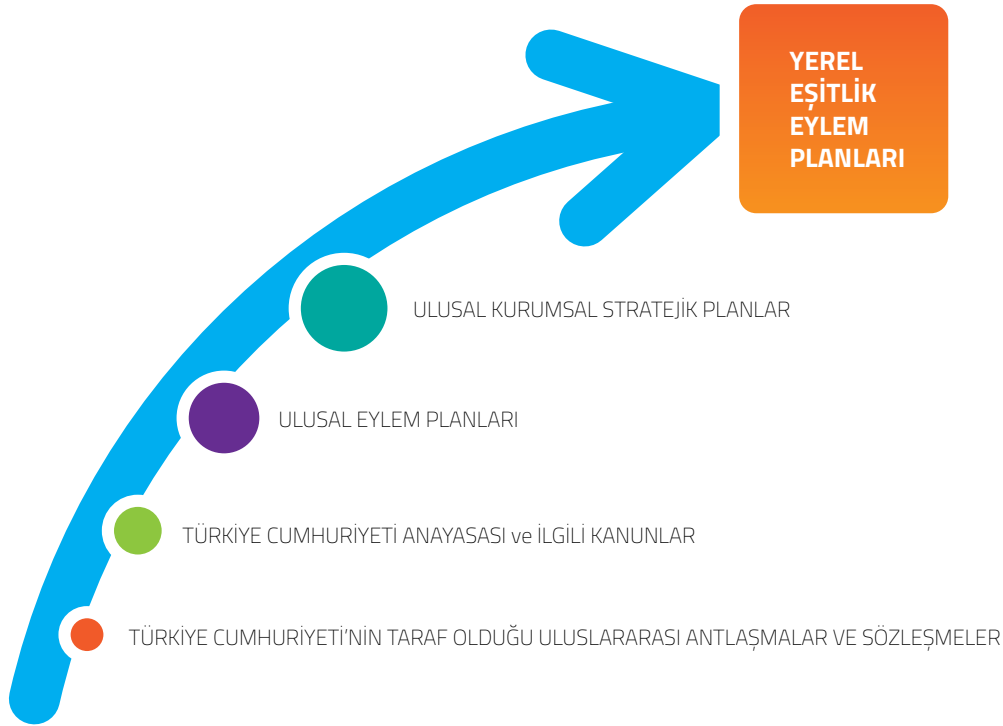 YEREL
EŞİTLİK
EYLEM
PLANLARI
ULUSAL KURUMSAL STRATEJİK PLANLAR
ULUSAL EYLEM PLANLARI
TÜRKİYE CUMHURİYETİ ANAYASASI ve İLGİLİ KANUNLAR
TÜRKİYE CUMHURİYETİ’NİN TARAF OLDUĞU ULUSLARARASI ANTLAŞMALAR VE SÖZLEŞMELER